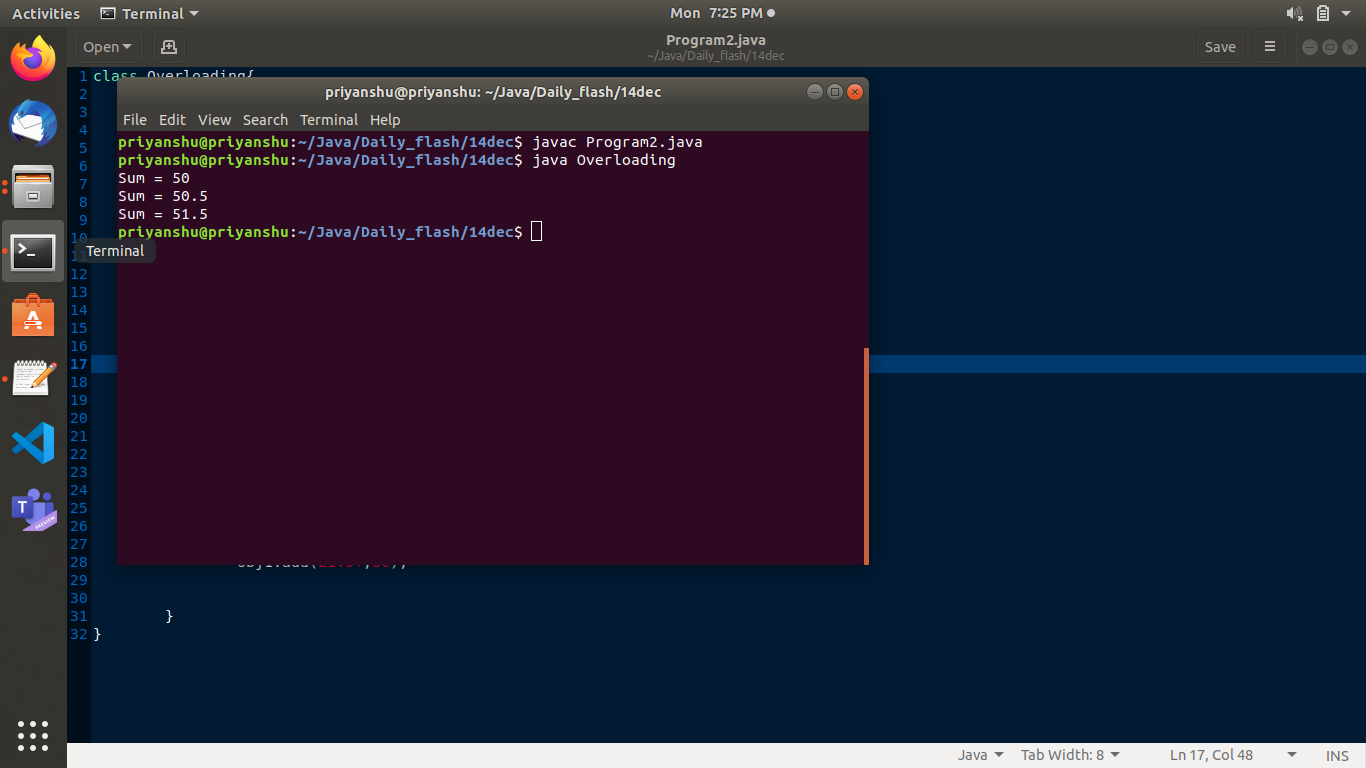 Activities Terminal Mon 7:25 PM
Open Program2.java Save
~/Java/Daily_flash/14dec
1 class Overloading{
priyanshu@priyanshu: ~/Java/Daily_flash/14dec
File Edit View Search Terminal Help
priyanshu@priyanshu:~/Java/Daily_flash/14dec$ javac Program2.java
priyanshu@priyanshu:~/Java/Daily_flash/14dec$ java Overloading
Sum = 50
Sum = 50.5
Sum = 51.5
priyanshu@priyanshu:~/Java/Daily_flash/14dec$
Terminal
2
3
4
5
6
7
8
9
10
11
12
13
14
15
16
17
18
19
20
21
22
23
24
25
26
27
28
29
30
31 }
32 }
T
PREVIEW
Java Tab Width: 8 Ln 17, Col 48 INS